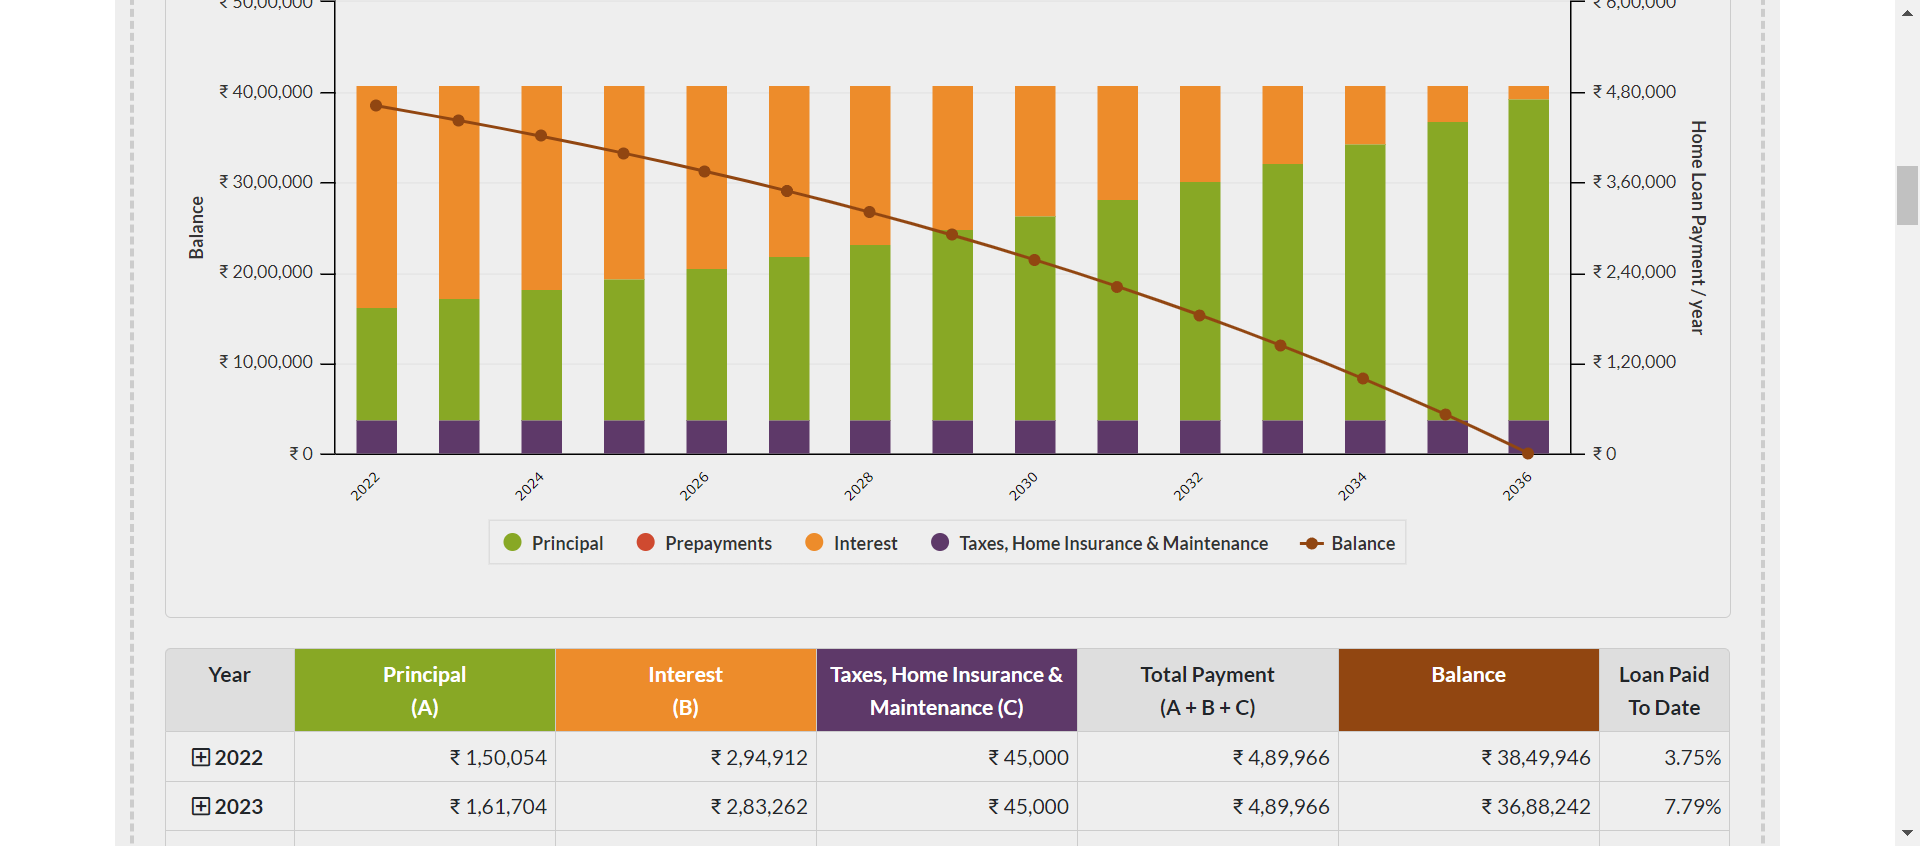 ₹ 50,00,000
₹ 6,00,000
₹ 40,00,000
₹ 4,80,000
₹ 30,00,000
₹ 3,60,000
₹ 20,00,000
₹ 2,40,000
₹ 10,00,000
₹ 1,20,000
₹ 0
₹ 0
Balance
Home Loan Payment / year
2022
2024
2026
2028
2030
2032
2034
2036
Principal
Prepayments
Interest
Taxes, Home Insurance & Maintenance
Balance
Year
Principal
(A)
Interest
(B)
Taxes, Home Insurance &
Maintenance (C)
Total Payment
(A + B + C)
Balance
Loan Paid
To Date
2022 ₹ 1,50,054 ₹ 2,94,912 ₹ 45,000 ₹ 4,89,966 ₹ 38,49,946 3.75%
2023 ₹ 1,61,704 ₹ 2,83,262 ₹ 45,000 ₹ 4,89,966 ₹ 36,88,242 7.79%